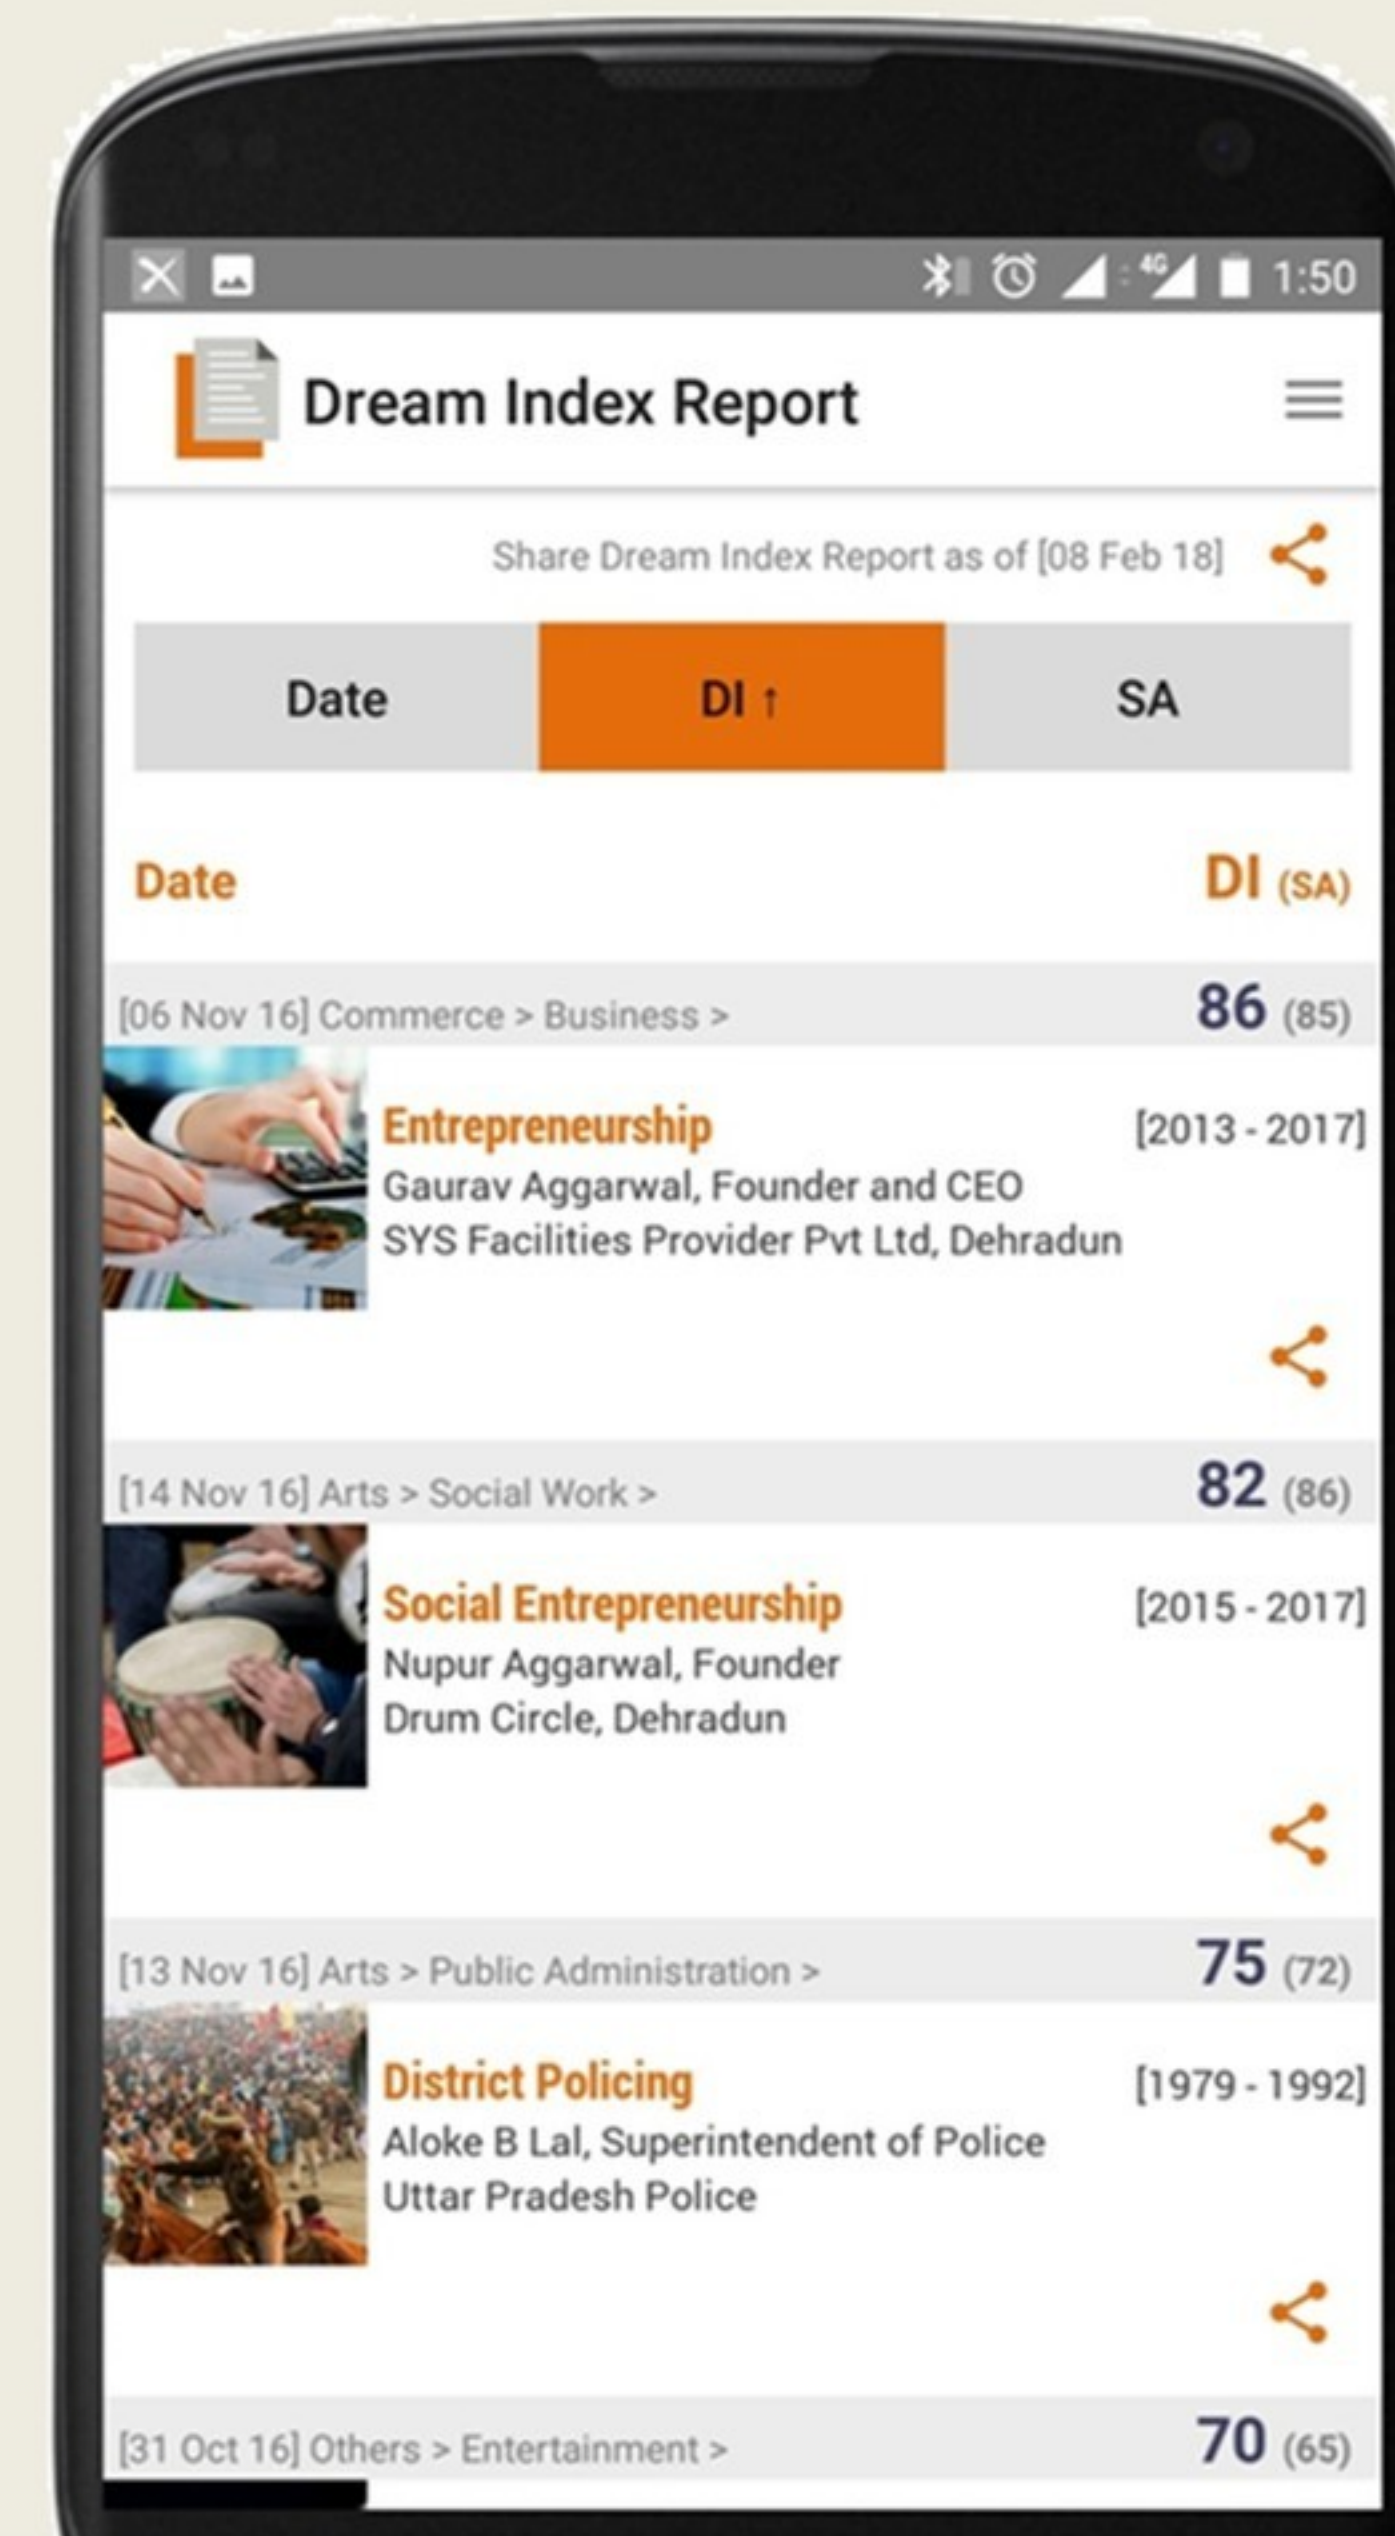 4G 1:50
Dream Index Report
Share Dream Index Report as of [08 Feb 18]
Date DI ↑ SA
Date DI (SA)
[06 Nov 16] Commerce > Business > 86 (85)
Entrepreneurship [2013 - 2017]
Gaurav Aggarwal, Founder and CEO
SYS Facilities Provider Pvt Ltd, Dehradun
[14 Nov 16] Arts > Social Work > 82 (86)
Social Entrepreneurship [2015 - 2017]
Nupur Aggarwal, Founder
Drum Circle, Dehradun
[13 Nov 16] Arts > Public Administration > 75 (72)
District Policing [1979 - 1992]
Aloke B Lal, Superintendent of Police
Uttar Pradesh Police
[31 Oct 16] Others > Entertainment > 70 (65)